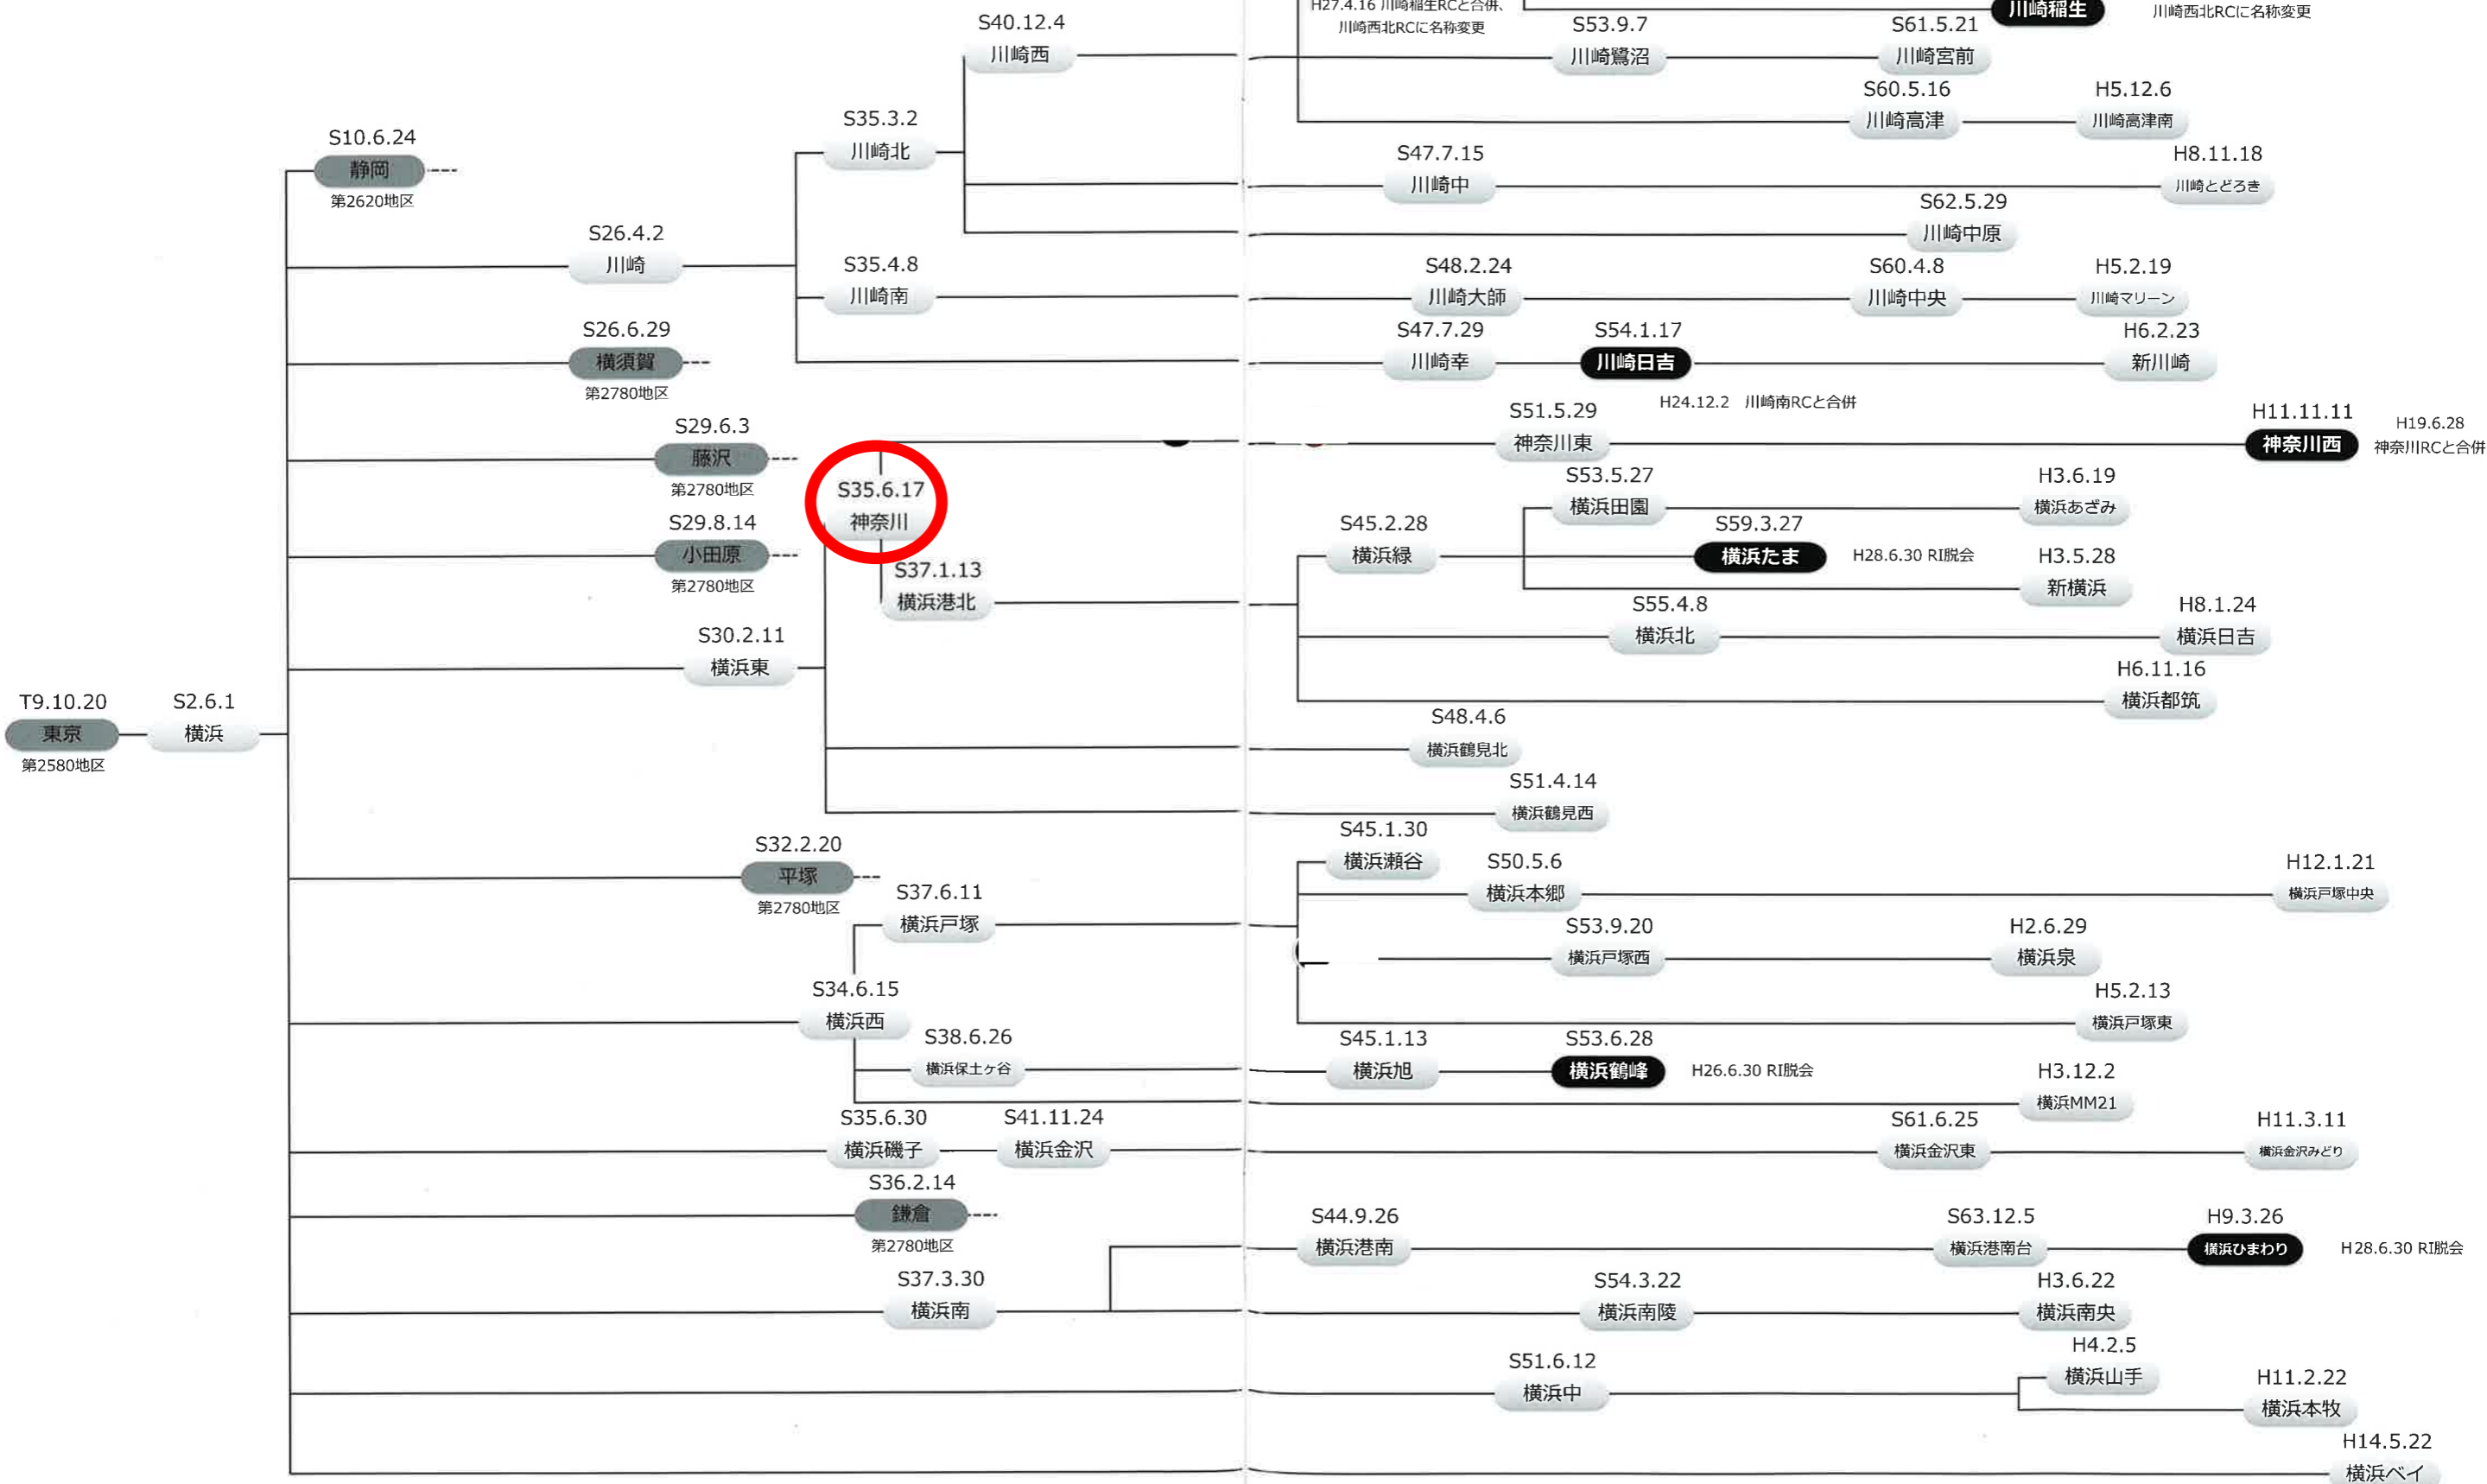 H27.4.16 川崎稲生RCと合併、
川崎西北RCに名称変更
川崎稲生
川崎西北RCに名称変更
S40.12.4
川崎西
S53.9.7
川崎鷺沼
S61.5.21
川崎宮前
S60.5.16
川崎高津
H5.12.6
川崎高津南
S10.6.24
静岡
第2620地区
S35.3.2
川崎北
S47.7.15
川崎中
H8.11.18
川崎とどろき
S62.5.29
川崎中原
S26.4.2
川崎
S35.4.8
川崎南
S48.2.24
川崎大師
S60.4.8
川崎中央
H5.2.19
川崎マリーン
S26.6.29
横須賀
第2780地区
S47.7.29
川崎幸
S54.1.17
川崎日吉
H24.12.2 川崎南RCと合併
H6.2.23
新川崎
S29.6.3
藤沢
第2780地区
S51.5.29
神奈川東
H11.11.11
神奈川西
H19.6.28
神奈川RCと合併
S35.6.17
神奈川
S53.5.27
横浜田園
H3.6.19
横浜あざみ
S29.8.14
小田原
第2780地区
S45.2.28
横浜緑
S59.3.27
横浜たま
H28.6.30 RI脱会
H3.5.28
新横浜
S37.1.13
横浜港北
S55.4.8
横浜北
H8.1.24
横浜日吉
S30.2.11
横浜東
H6.11.16
横浜都筑
T9.10.20
東京
第2580地区
S2.6.1
横浜
S48.4.6
横浜鶴見北
S51.4.14
横浜鶴見西
S32.2.20
平塚
第2780地区
S45.1.30
横浜瀬谷
S50.5.6
横浜本郷
H12.1.21
横浜戸塚中央
S37.6.11
横浜戸塚
S53.9.20
横浜戸塚西
H2.6.29
横浜泉
S34.6.15
横浜西
H5.2.13
横浜戸塚東
S38.6.26
横浜保土ヶ谷
S45.1.13
横浜旭
S53.6.28
横浜鶴峰
H26.6.30 RI脱会
H3.12.2
横浜MM21
S35.6.30
横浜磯子
S41.11.24
横浜金沢
S61.6.25
横浜金沢東
H11.3.11
横浜金沢みどり
S36.2.14
鎌倉
第2780地区
S44.9.26
横浜港南
S63.12.5
横浜港南台
H9.3.26
横浜ひまわり
H28.6.30 RI脱会
S37.3.30
横浜南
S54.3.22
横浜南陵
H3.6.22
横浜南央
S51.6.12
横浜中
H4.2.5
横浜山手
H11.2.22
横浜本牧
H14.5.22
横浜ベイ